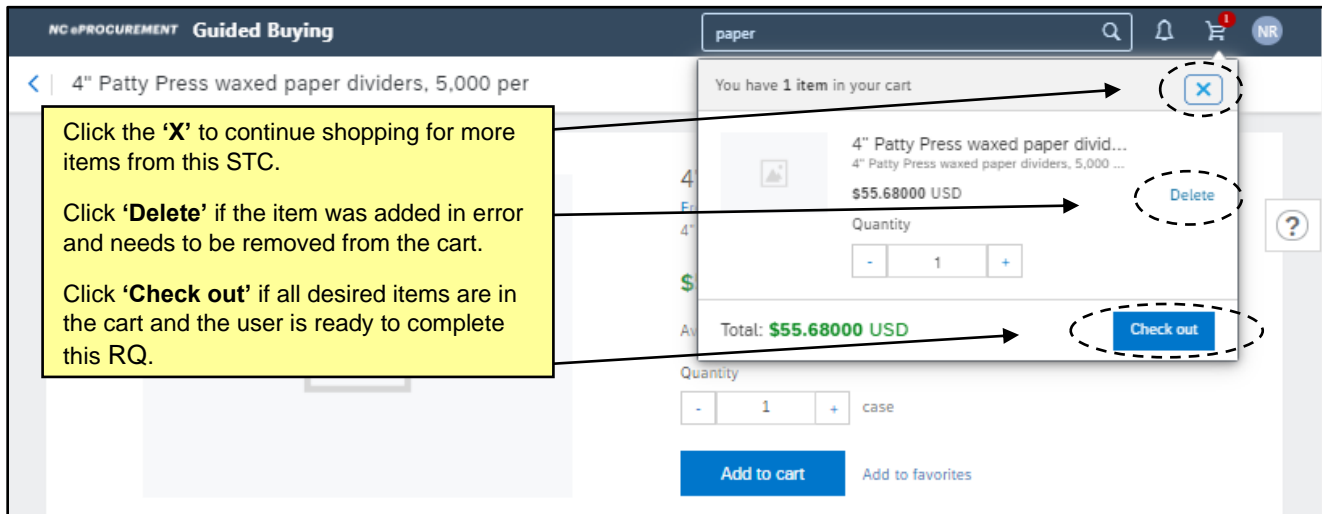 NC ePROCUREMENT Guided Buying
paper
1
NR
4" Patty Press waxed paper dividers, 5,000 per
You have 1 item in your cart
Click the ‘X’ to continue shopping for more
items from this STC.
Click ‘Delete’ if the item was added in error
and needs to be removed from the cart.
Click ‘Check out’ if all desired items are in
the cart and the user is ready to complete
this RQ.
4" Patty Press waxed paper divid...
4" Patty Press waxed paper dividers, 5,000 ...
$55.68000 USD
Delete
Quantity
- 1 +
Total: $55.68000 USD
Check out
?
4"
4"
$
Quantity
- 1 + case
Add to cart
Add to favorites